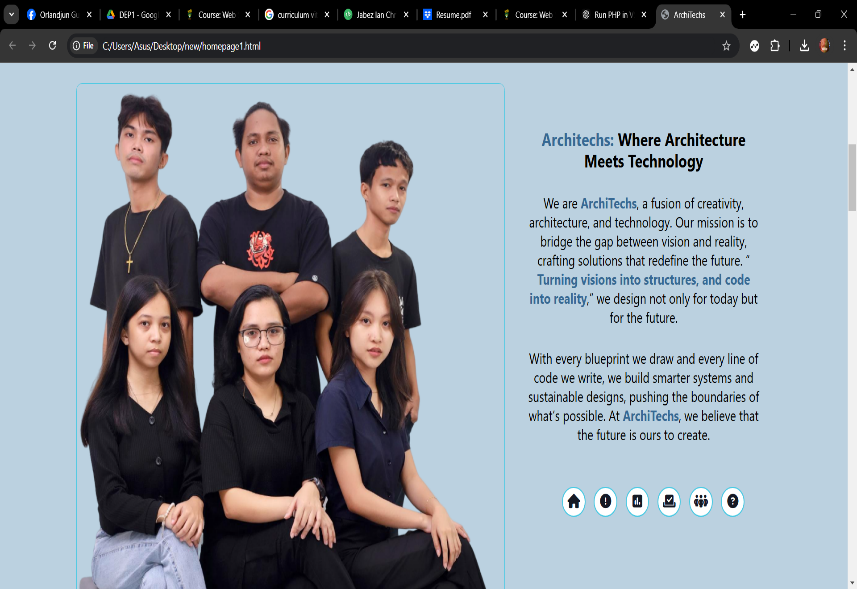 Orlandjun Gu
DEP1 - Goog
Course: Web
curriculum vi
Jabez Ian Ch
Resume.pdf
Course: Web
Run PHP in V
ArchiTechs
File
C:/Users/Asus/Desktop/new/homepage1.html
Architechs: Where Architecture
Meets Technology
We are ArchiTechs, a fusion of creativity,
architecture, and technology. Our mission is to
bridge the gap between vision and reality,
crafting solutions that redefine the future. “
Turning visions into structures, and code
into reality,” we design not only for today but
for the future.
With every blueprint we draw and every line of
code we write, we build smarter systems and
sustainable designs, pushing the boundaries of
what's possible. At ArchiTechs, we believe that
the future is ours to create.